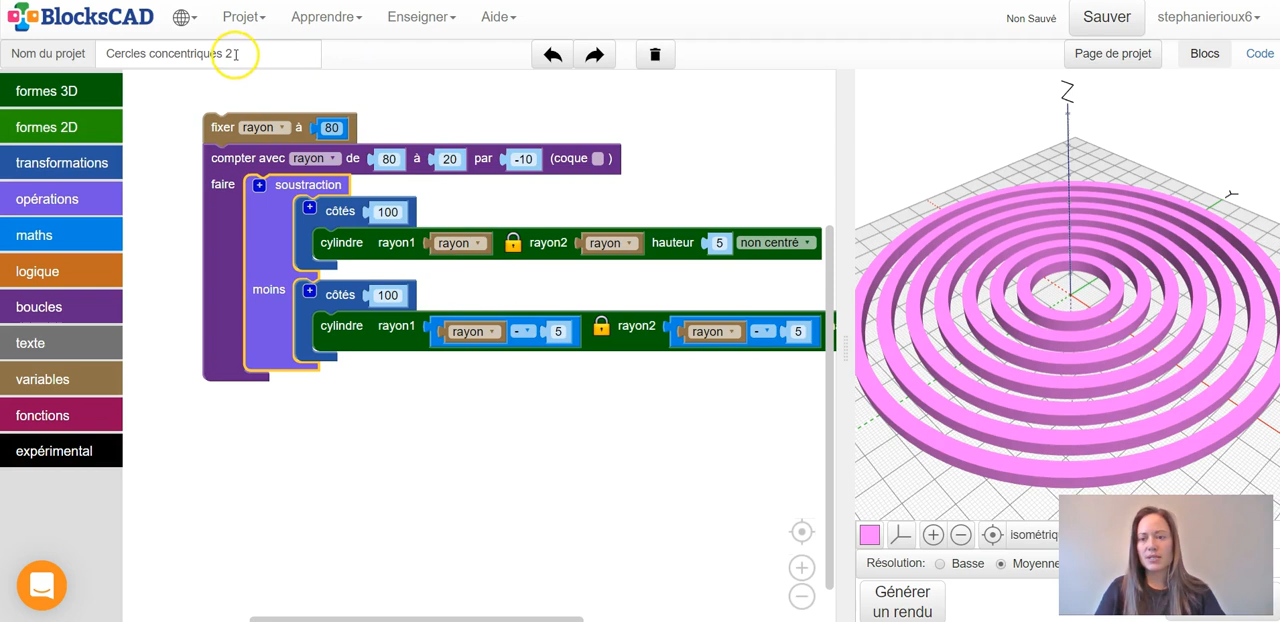 BlocksCAD Projet Apprendre Enseigner Aide Non Sauvé Sauver stephanierioux6
Nom du projet Cercles concentriques 2 Page de projet Blocs Code
formes 3D
formes 2D
transformations
opérations
maths
logique
boucles
texte
variables
fonctions
expérimental
fixer rayon à 80
compter avec rayon de 80 à 20 par -10 (coque )
faire soustraction
côtés 100
cylindre rayon1 rayon rayon2 rayon hauteur 5 non centré
moins côtés 100
cylindre rayon1 rayon - 5 rayon2 rayon - 5
Z
Y
isométriq
Résolution: Basse Moyenne
Générer
un rendu